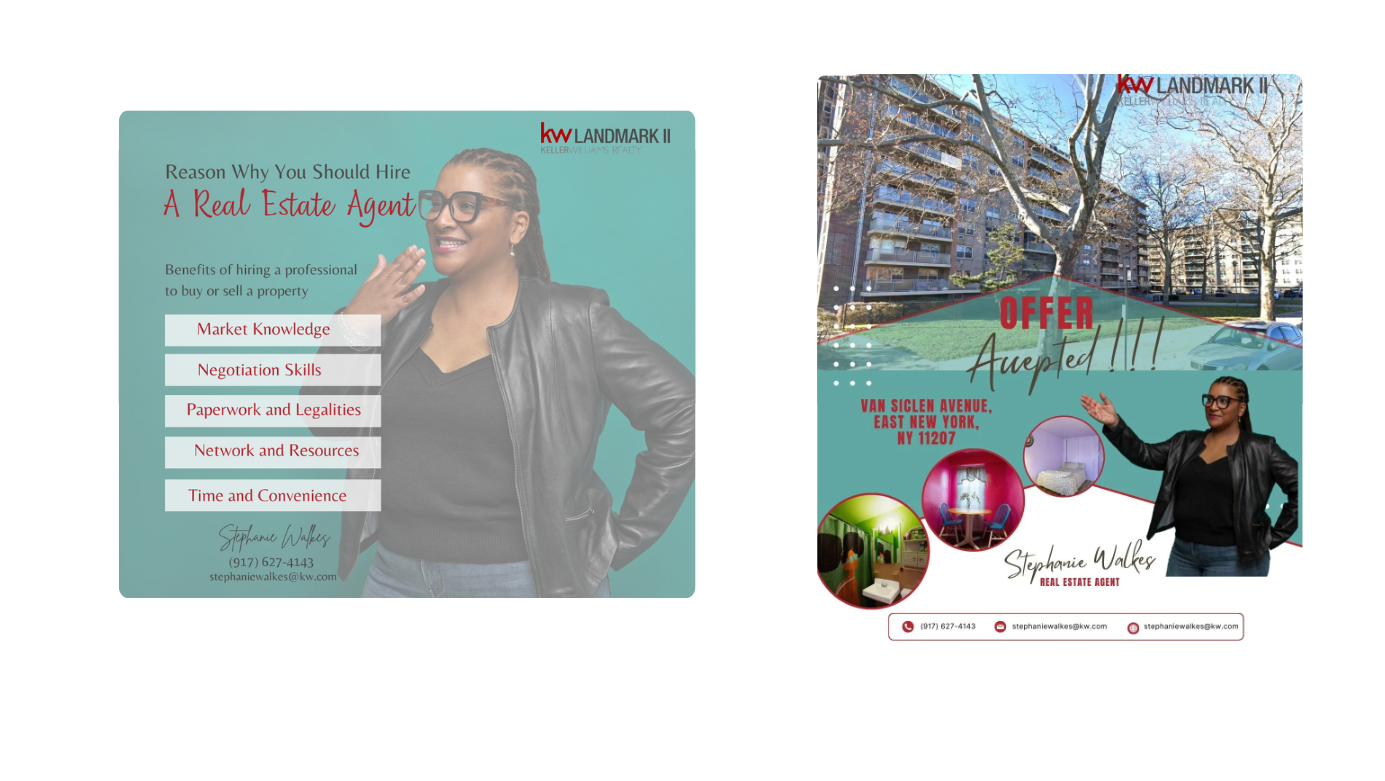 kw LANDMARK II
KELLERWILLIAMS REALTY
Reason Why You Should Hire
A Real Estate Agent
Benefits of hiring a professional
to buy or sell a property
Market Knowledge
Negotiation Skills
Paperwork and Legalities
Network and Resources
Time and Convenience
Stephanie Walkes
(917) 627-4143
stephaniewalkes@kw.com
kw LANDMARK II
KELLERWILLIAMS REALTY
OFFER
Accepted !!!
VAN SICLEN AVENUE,
EAST NEW YORK,
NY 11207
Stephanie Walkes
REAL ESTATE AGENT
(917) 627-4143
stephaniewalkes@kw.com
stephaniewalkes@kw.com